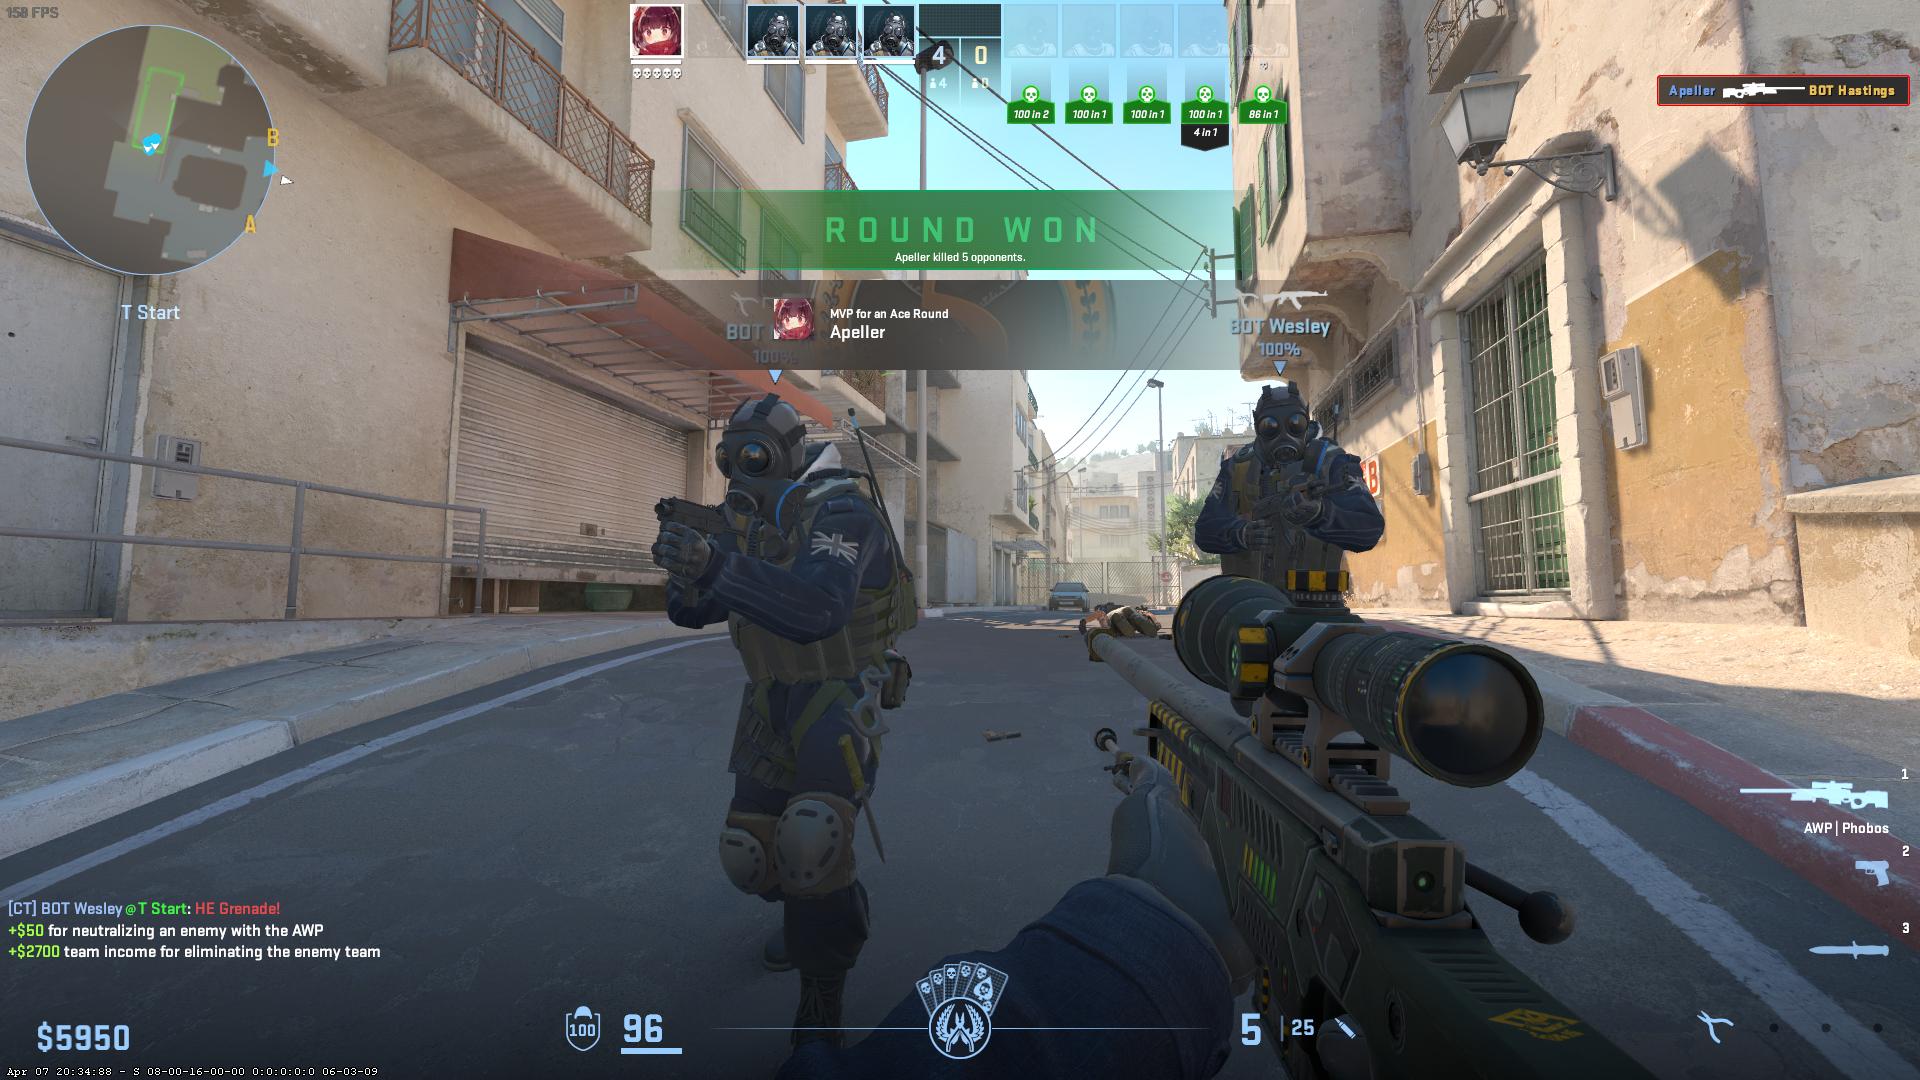 158 FPS
4 0
4 0
100 in 2
100 in 1
100 in 1
100 in 1
86 in 1
4 in 1
Apeller BOT Hastings
B
A
T Start
ROUND WON
Apeller killed 5 opponents.
MVP for an Ace Round
Apeller
BOT
100%
BOT Wesley
100%
1
AWP | Phobos
2
3
[CT] BOT Wesley @ T Start: HE Grenade!
+$50 for neutralizing an enemy with the AWP
+$2700 team income for eliminating the enemy team
$5950
100
96
5 | 25
Apr 07 20:34:88 - S 08-00-16-00-00 0:0:0:0:0 06-03-09